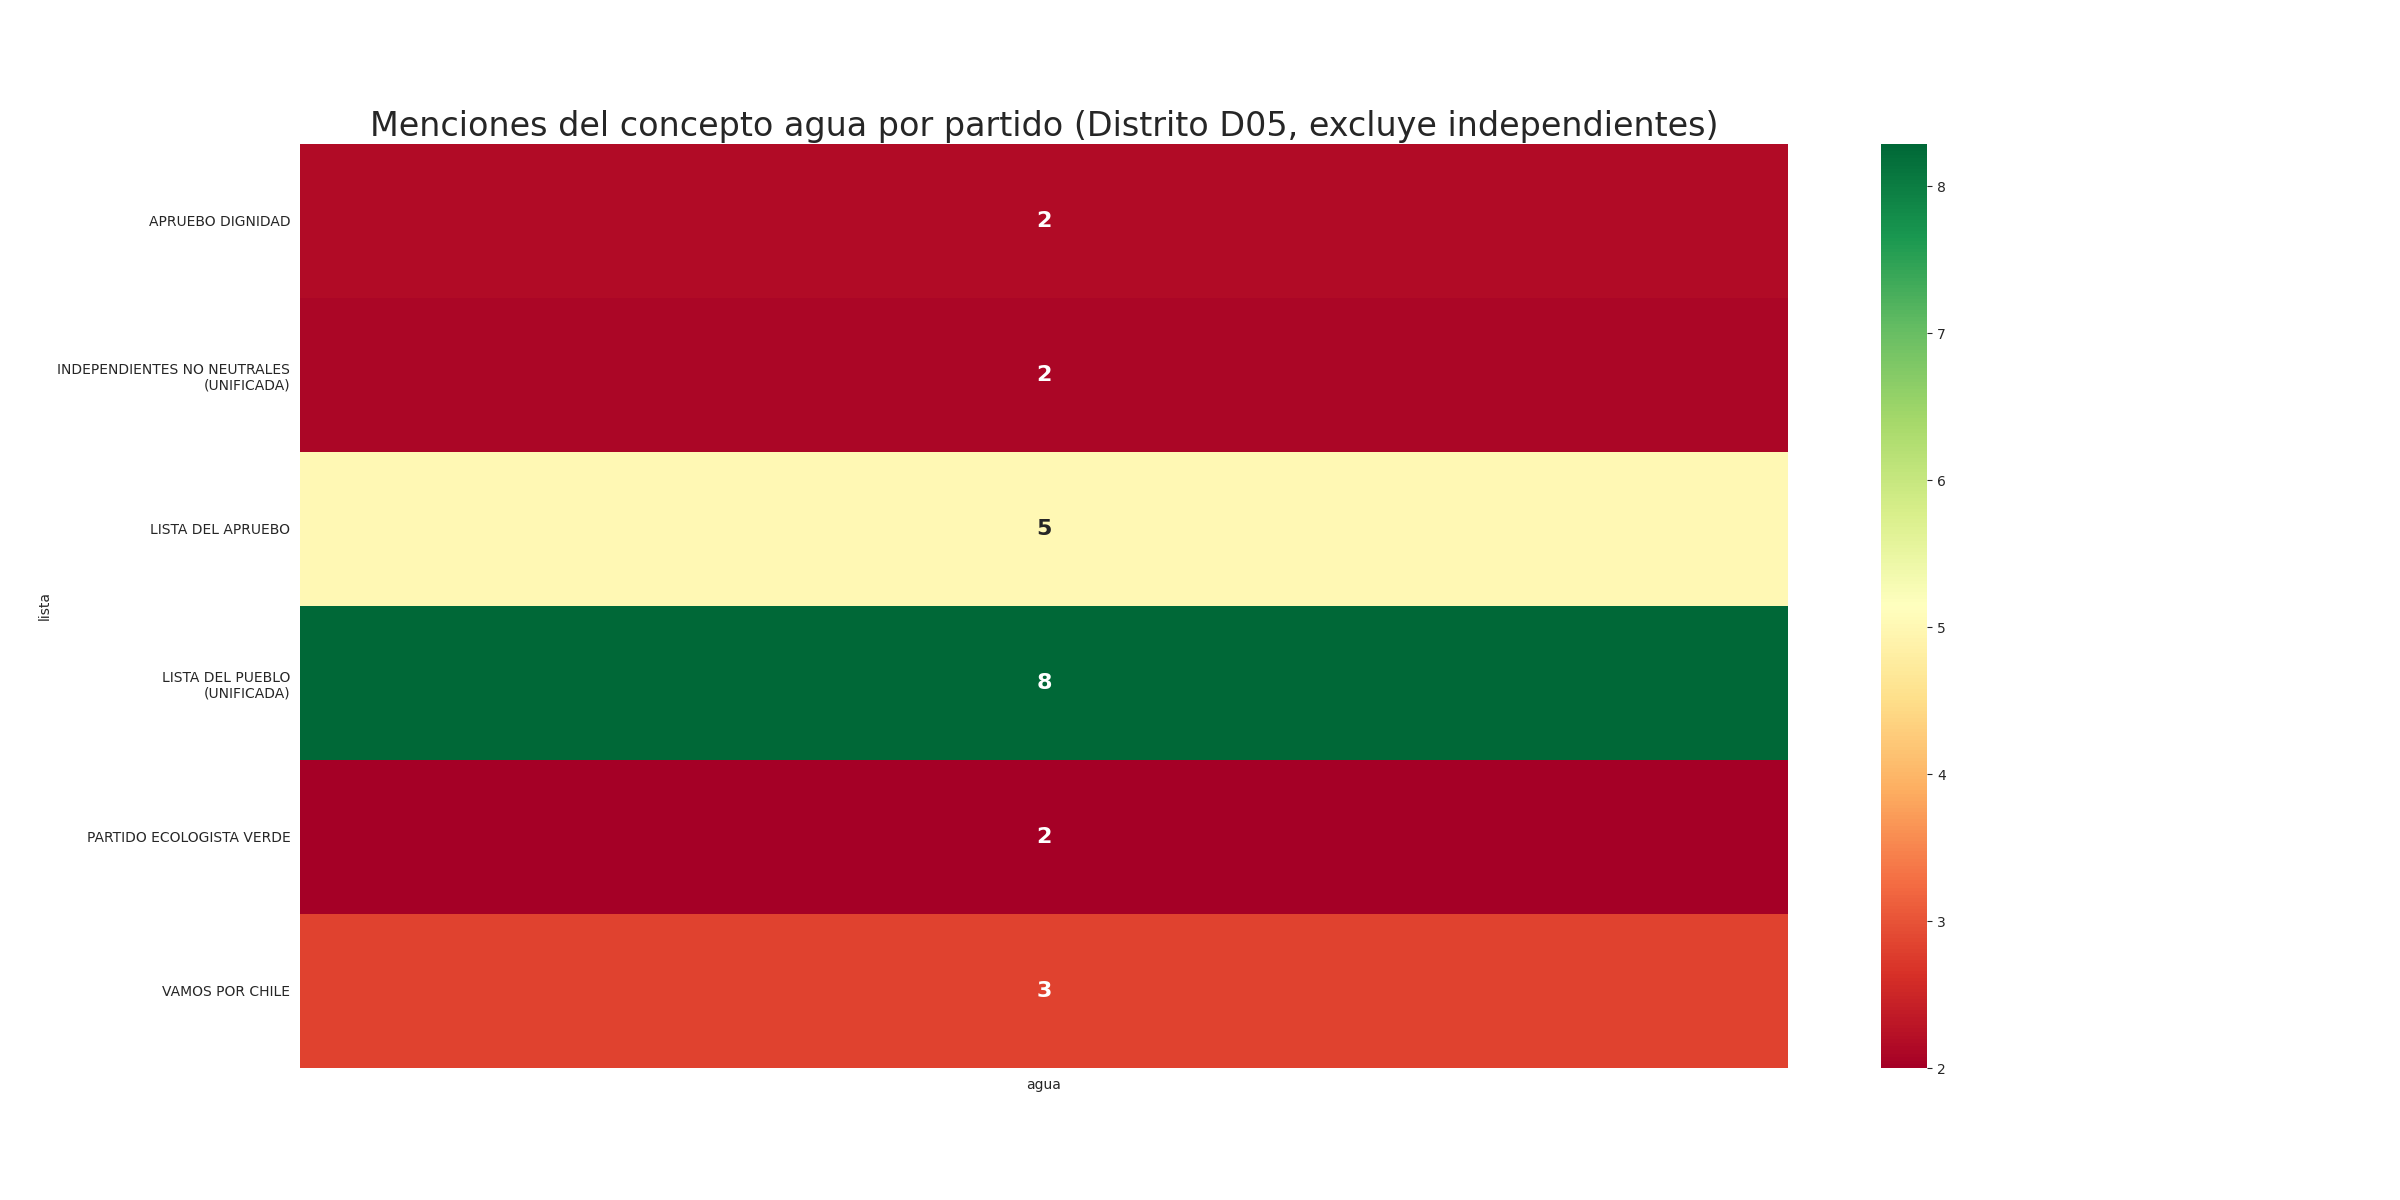 Menciones del concepto agua por partido (Distrito D05, excluye independientes)
APRUEBO DIGNIDAD
2
INDEPENDIENTES NO NEUTRALES
(UNIFICADA)
2
LISTA DEL APRUEBO
5
LISTA DEL PUEBLO
(UNIFICADA)
8
PARTIDO ECOLOGISTA VERDE
2
VAMOS POR CHILE
3
lista
agua
8
7
6
5
4
3
2